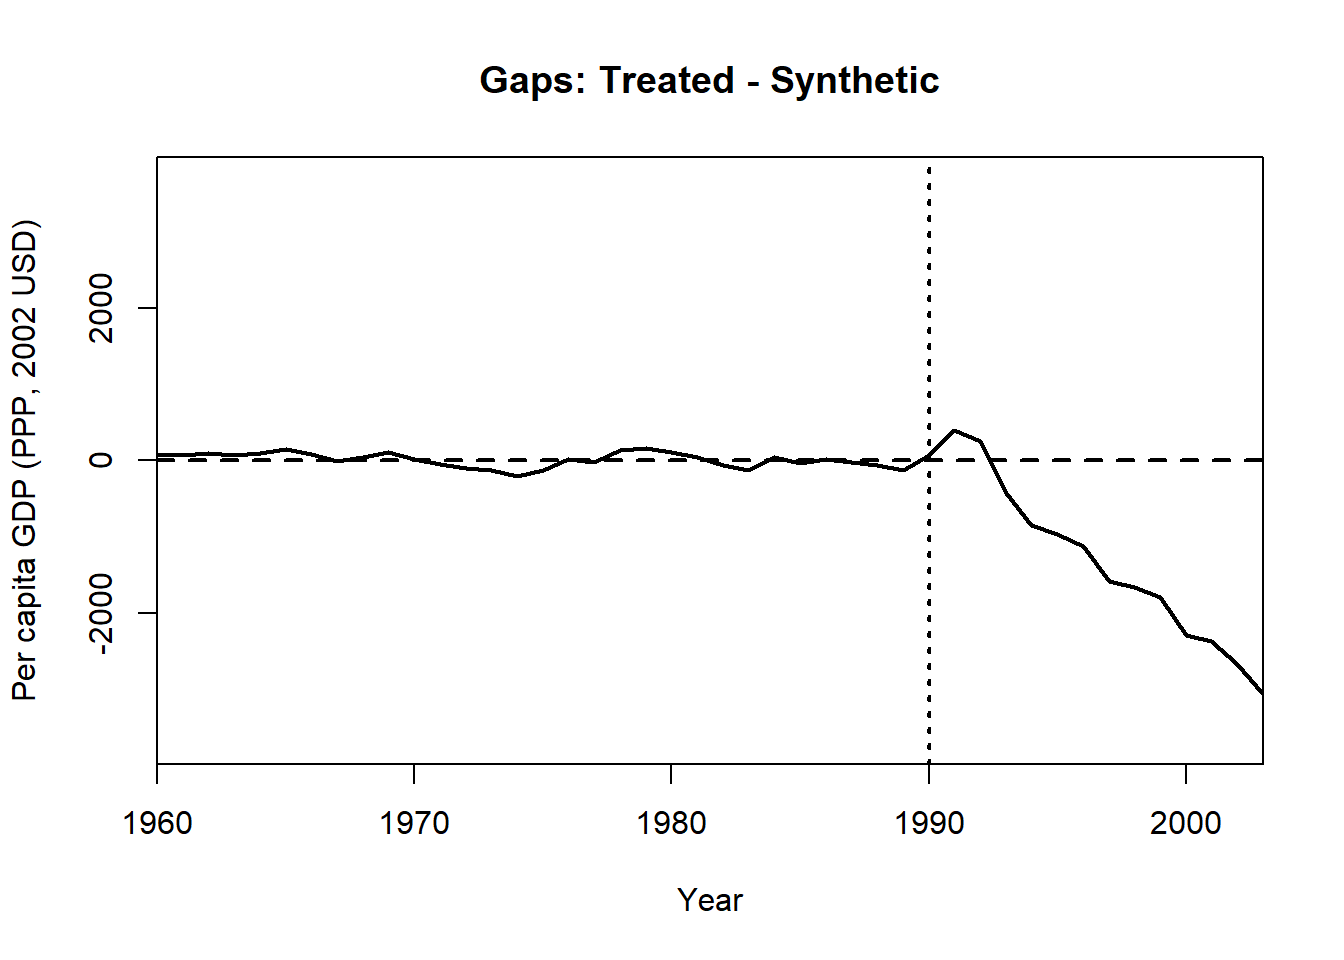 Gaps: Treated - Synthetic
Per capita GDP (PPP, 2002 USD)
2000
0
-2000
1960 1970 1980 1990 2000
Year